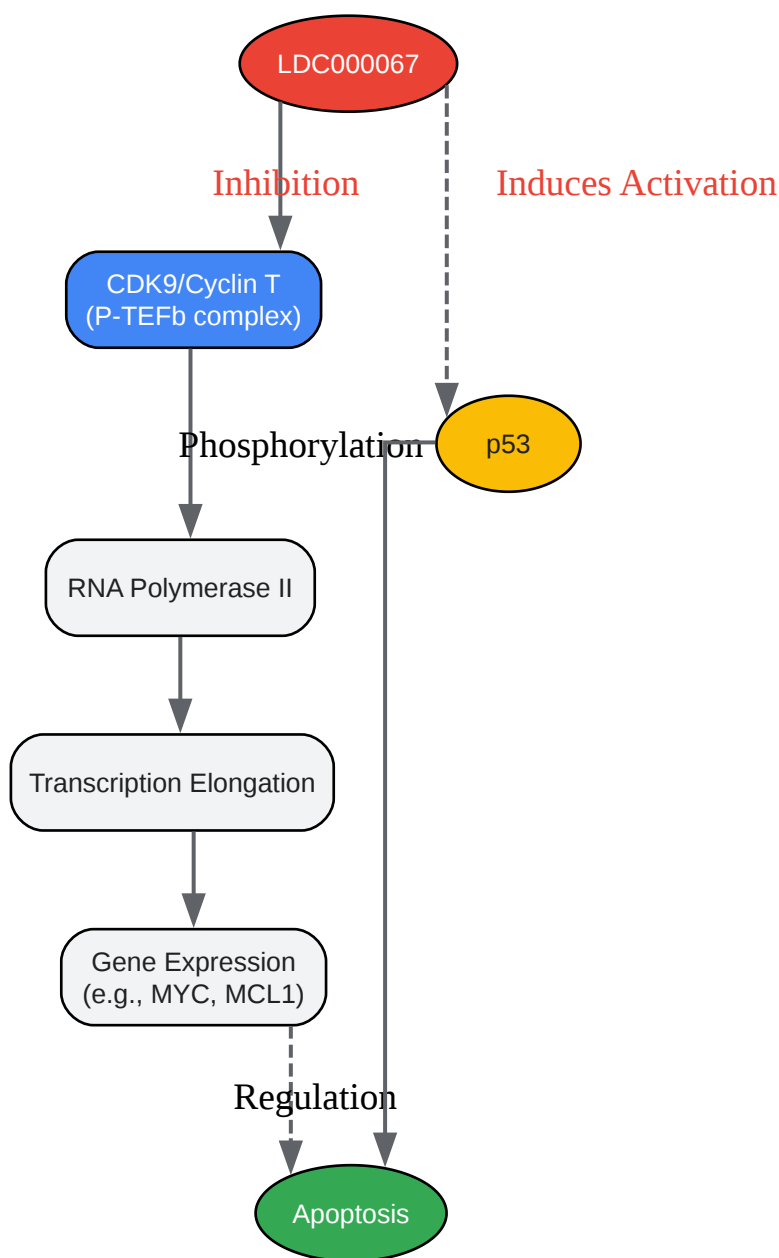 LDC000067
Inhibition
Induces Activation
CDK9/Cyclin T
(P-TEFb complex)
Phosphorylation
p53
RNA Polymerase II
Transcription Elongation
Gene Expression
(e.g., MYC, MCL1)
Regulation
Apoptosis